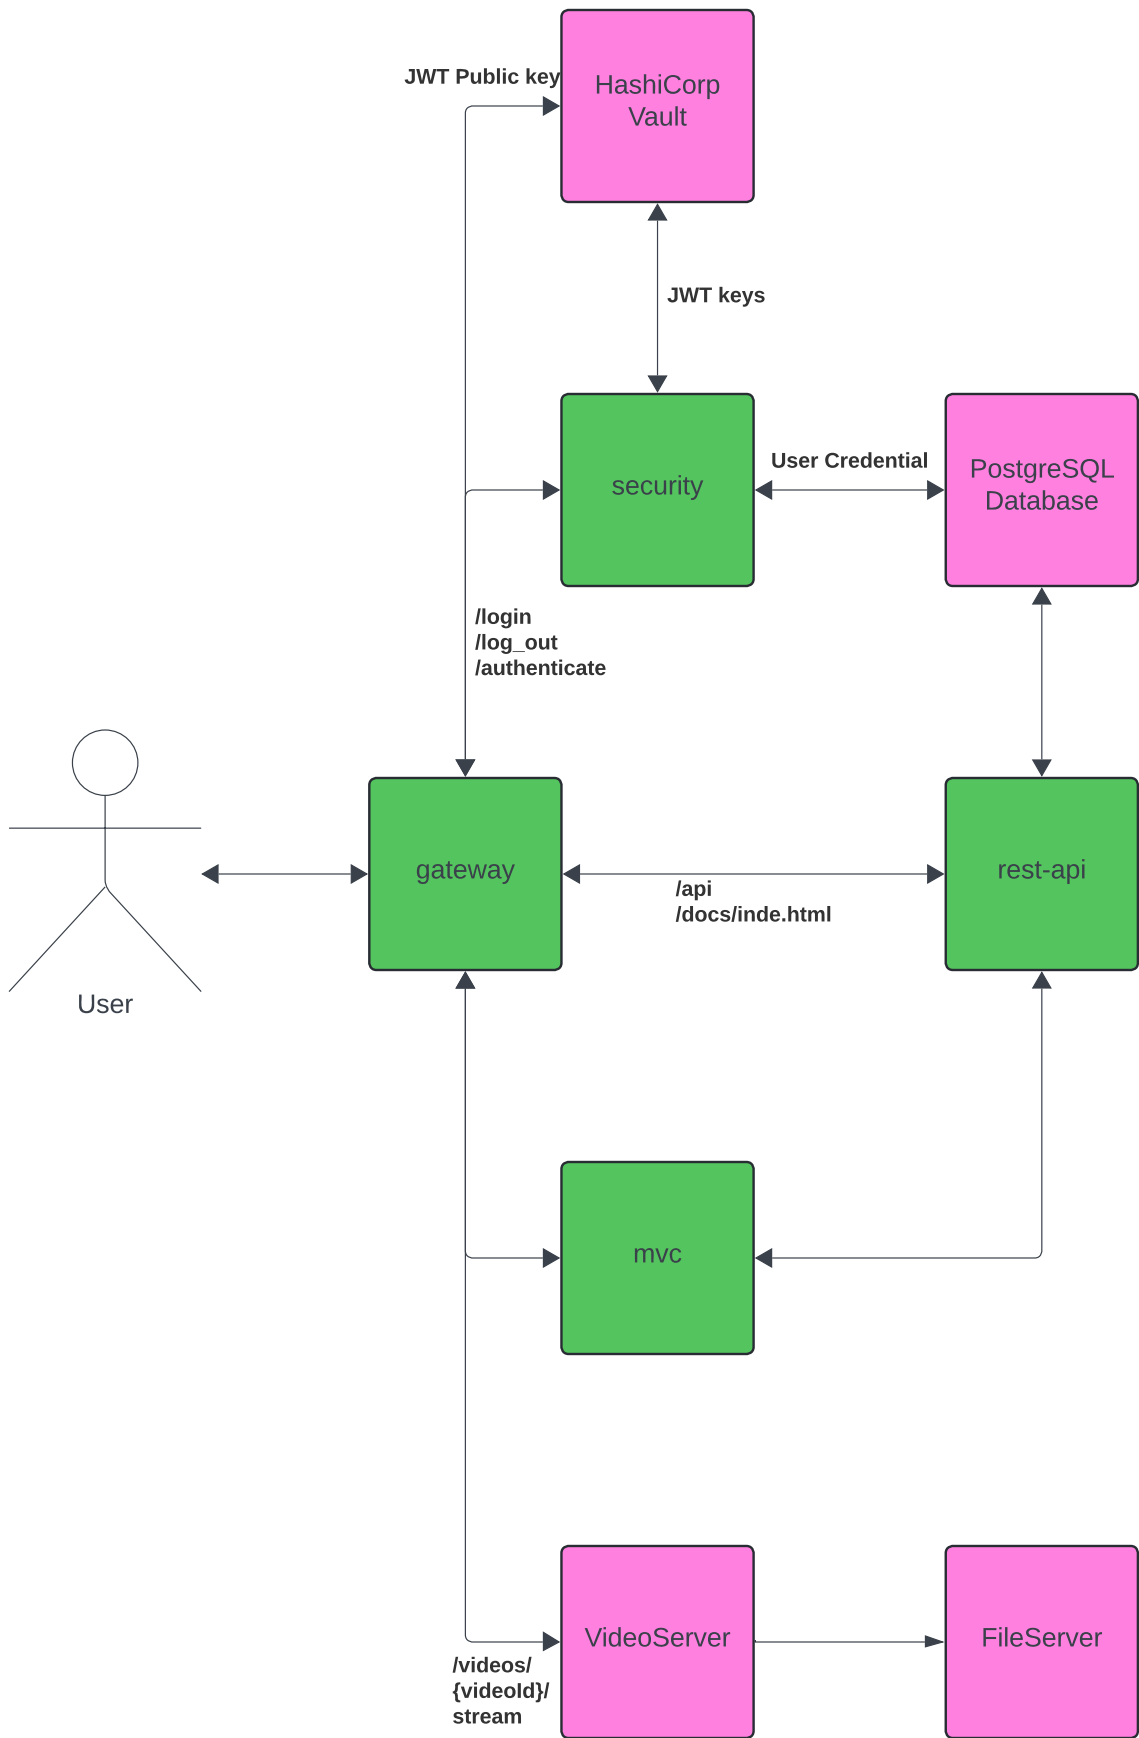 JWT Public key
HashiCorp
Vault
JWT keys
security
User Credential
PostgreSQL
Database
/login
/log_out
/authenticate
User
gateway
/api
/docs/inde.html
rest-api
mvc
VideoServer
FileServer
/videos/
{videoId}/
stream